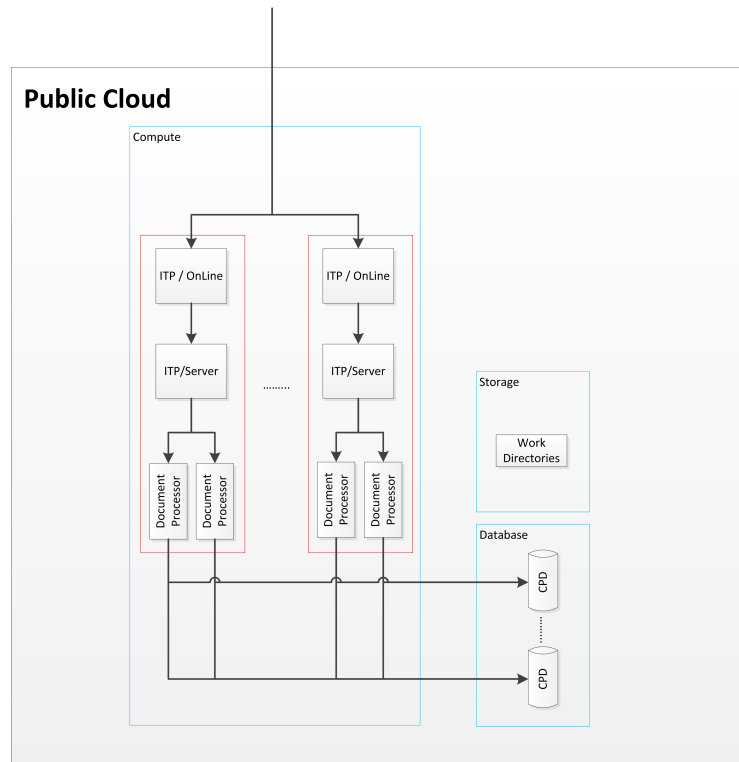 Public Cloud
Compute
ITP / OnLine
ITP / OnLine
ITP/Server
ITP/Server
.........
Storage
Work
Directories
Document
Processor
Document
Processor
Document
Processor
Document
Processor
Database
CPD
CPD